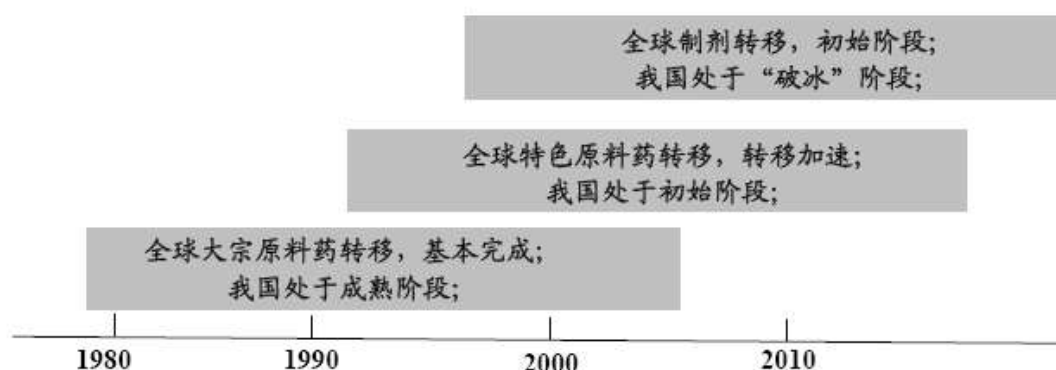 全球制剂转移，初始阶段；
我国处于“破冰”阶段；
全球特色原料药转移，转移加速；
我国处于初始阶段；
全球大宗原料药转移，基本完成；
我国处于成熟阶段；
1980 1990 2000 2010